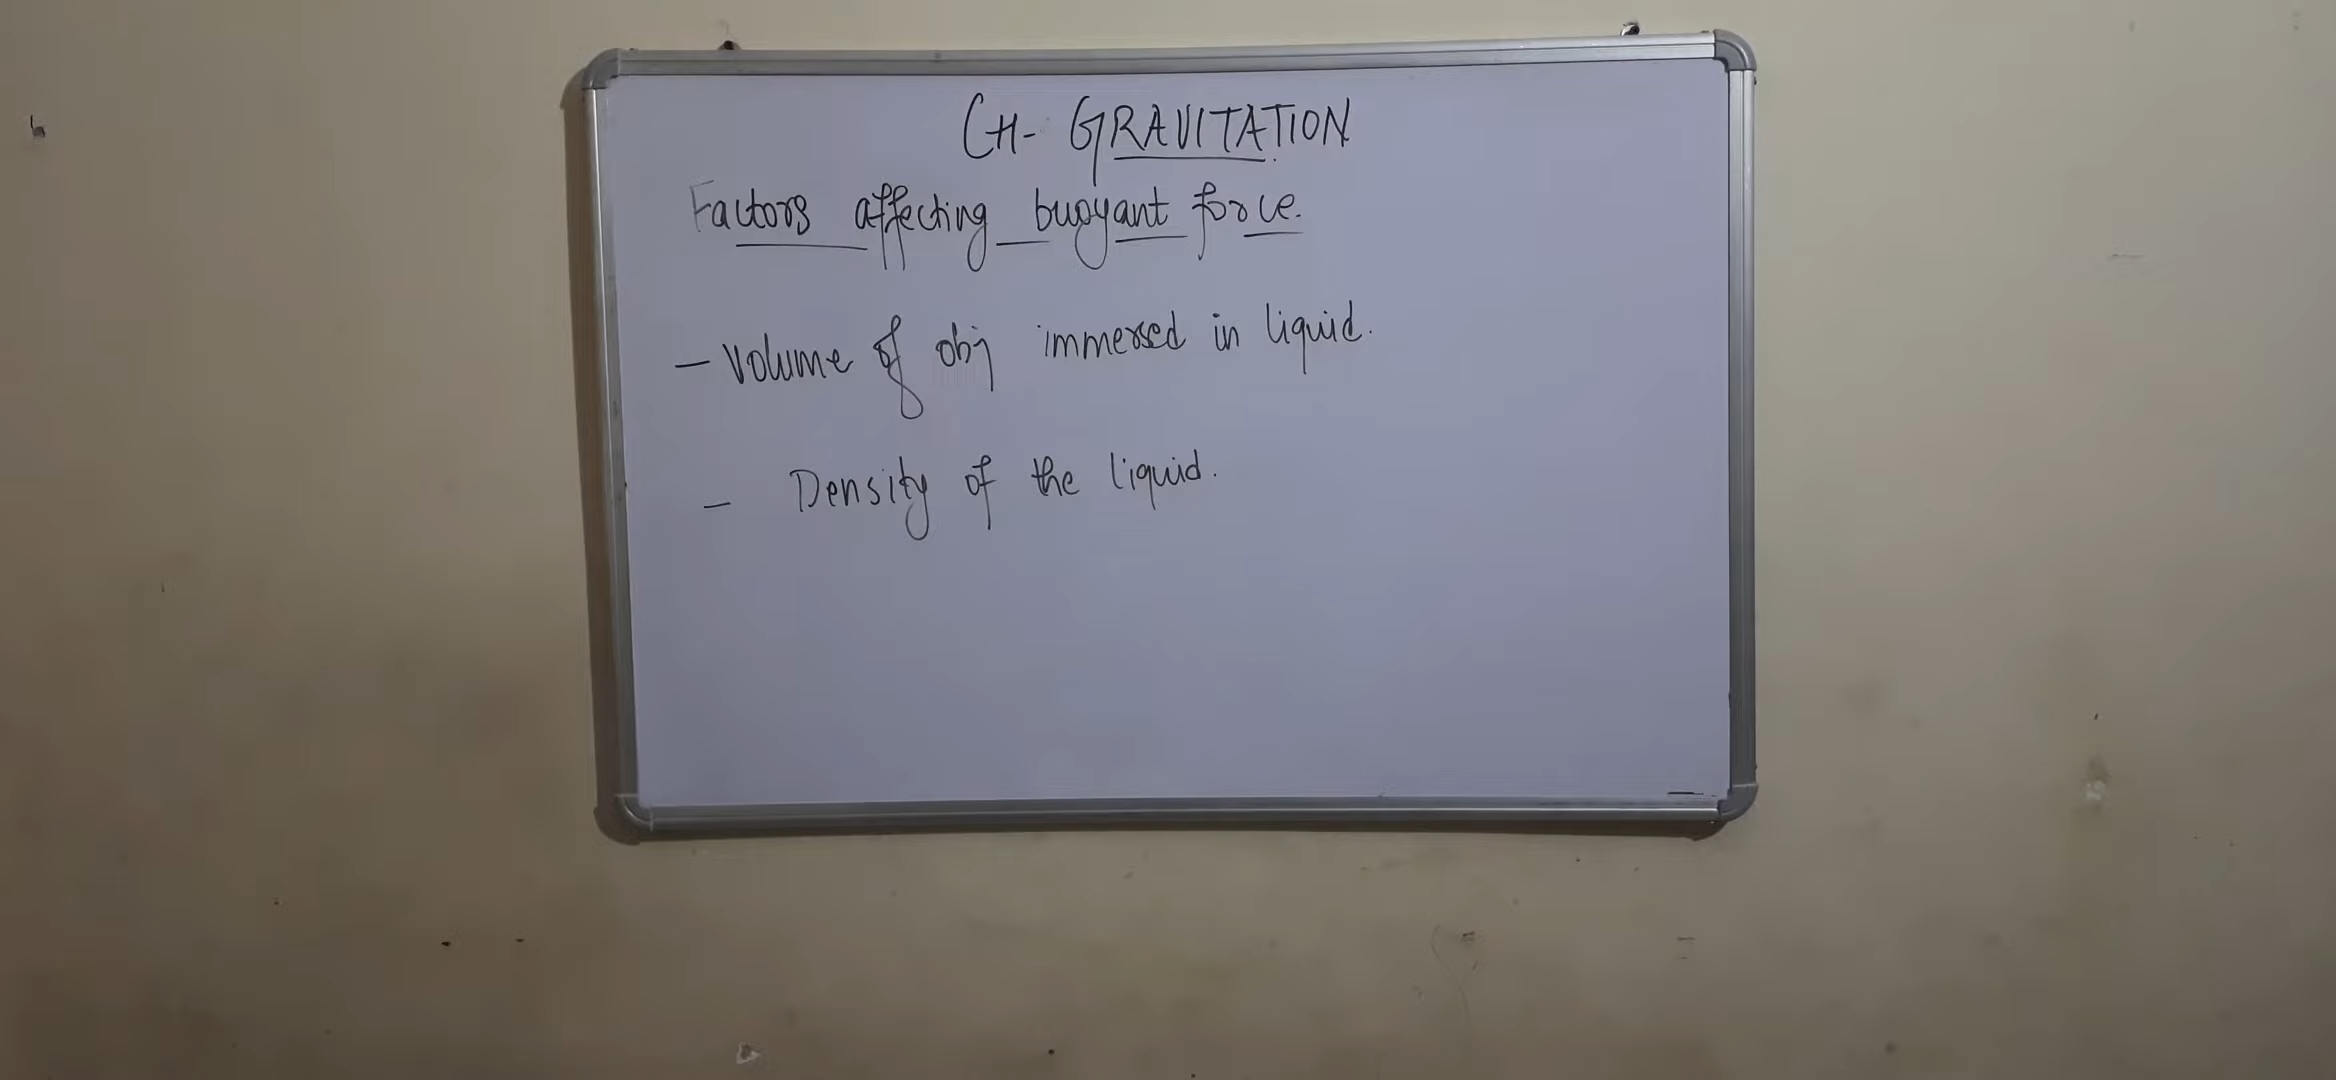 CH- GRAVITATION
Factors affecting buoyant force.
- Volume of obj immersed in liquid.
- Density of the liquid.